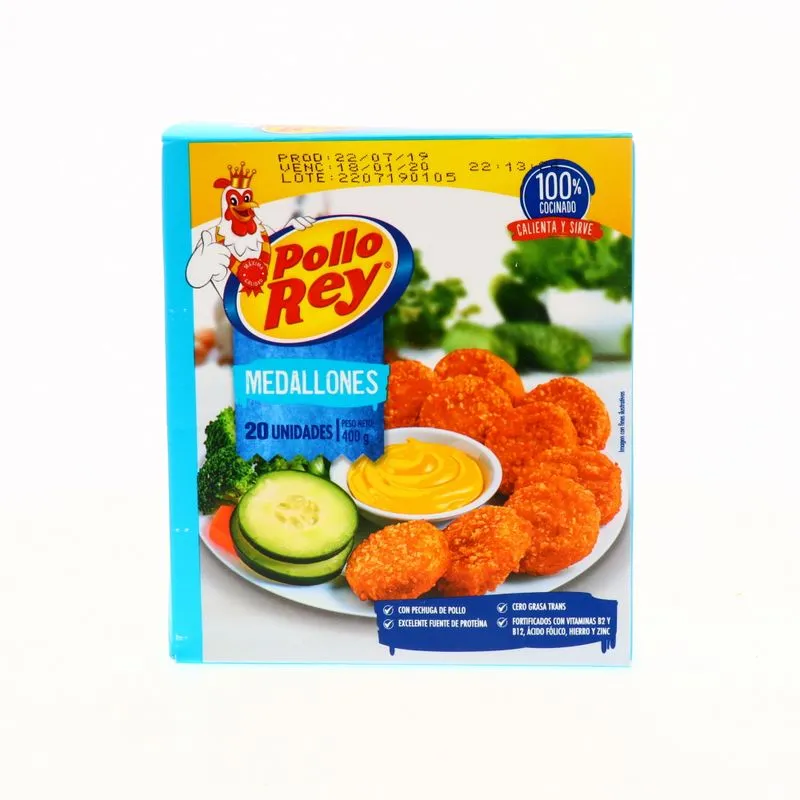 PROD:22/07/19
VENC:18/01/20 22:13
LOTE:2207190105
100%
COCINADO
CALIENTA Y SIRVE
MÁXIMA
CALIDAD
Pollo
Rey®
MEDALLONES
20 UNIDADES
PESO NETO
400 g
Imagen con fines ilustrativos
CON PECHUGA DE POLLO
EXCELENTE FUENTE DE PROTEÍNA
CERO GRASA TRANS
FORTIFICADOS CON VITAMINAS B2 Y
B12, ÁCIDO FÓLICO, HIERRO Y ZINC